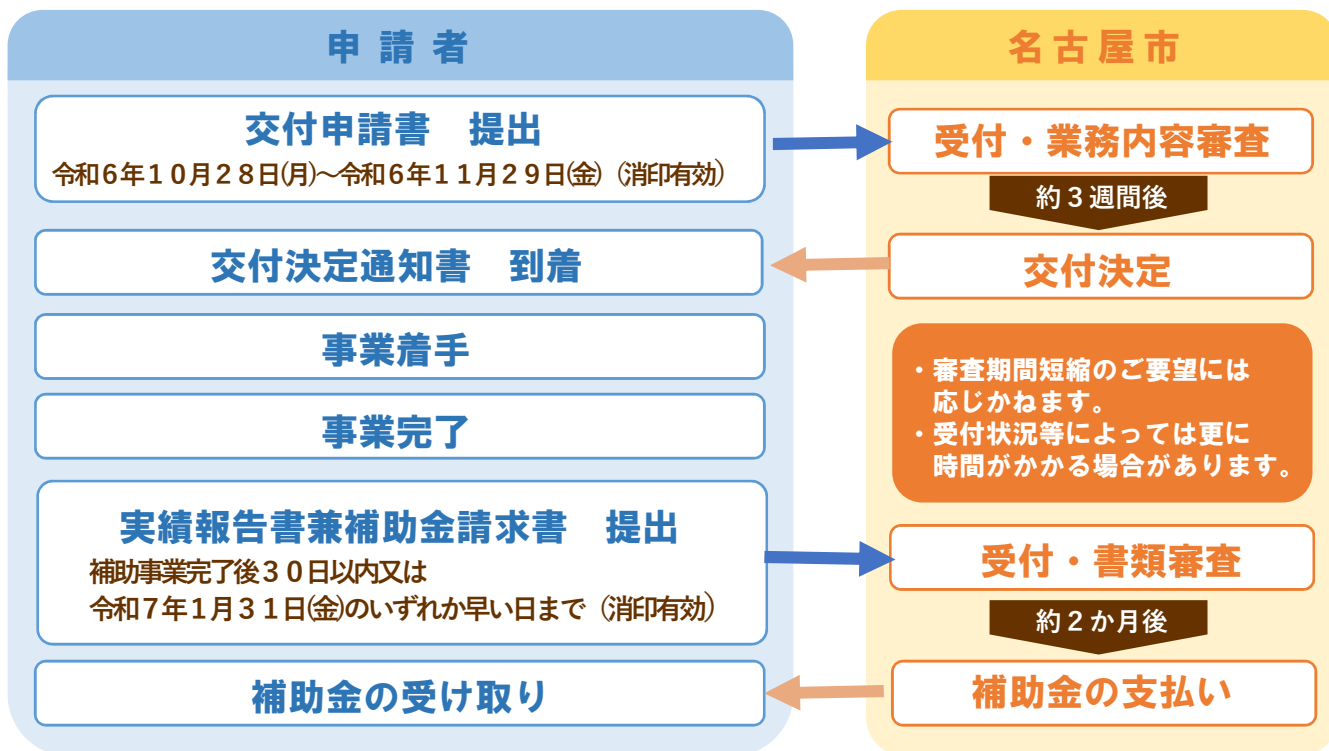 申請者
名古屋市
交付申請書　提出
令和６年１０月２８日(月)～令和６年１１月２９日(金)（消印有効）
受付・業務内容審査
約３週間後
交付決定通知書　到着
交付決定
事業着手
事業完了
・審査期間短縮のご要望には
応じかねます。
・受付状況等によっては更に
時間がかかる場合があります。
実績報告書兼補助金請求書　提出
補助事業完了後３０日以内又は
令和７年１月３１日(金)のいずれか早い日まで（消印有効）
受付・書類審査
約２か月後
補助金の受け取り
補助金の支払い